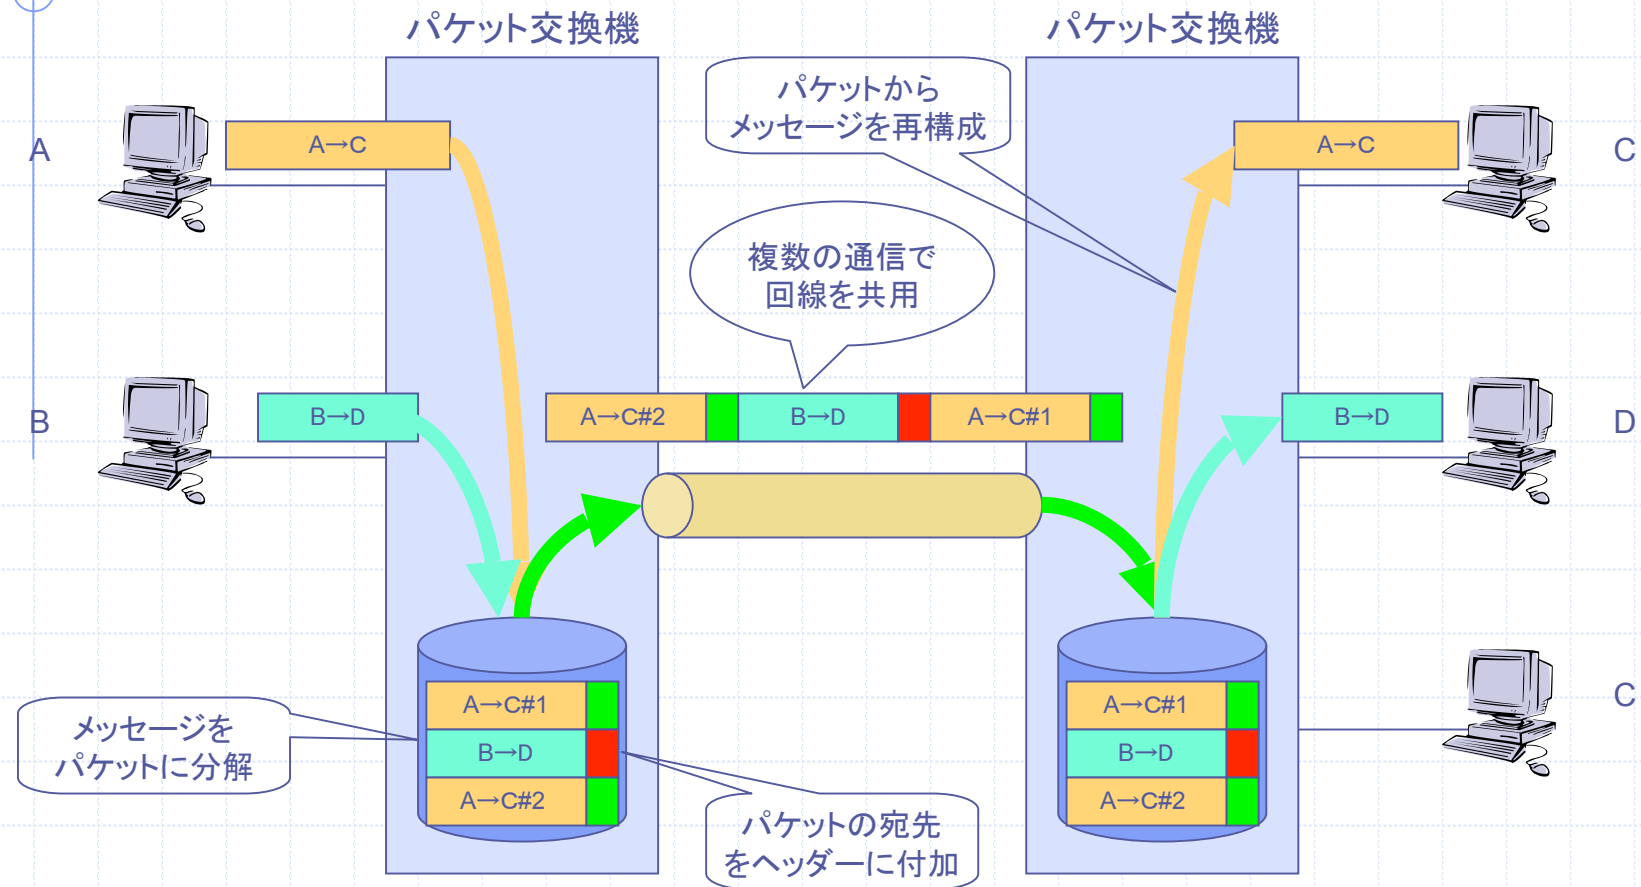 パケット交換機
パケット交換機
パケットから
メッセージを再構成
A
A→C
A→C
C
複数の通信で
回線を共用
B
B→D
A→C#2
B→D
A→C#1
B→D
D
A→C#1
B→D
A→C#2
A→C#1
B→D
A→C#2
C
メッセージを
パケットに分解
パケットの宛先
をヘッダーに付加